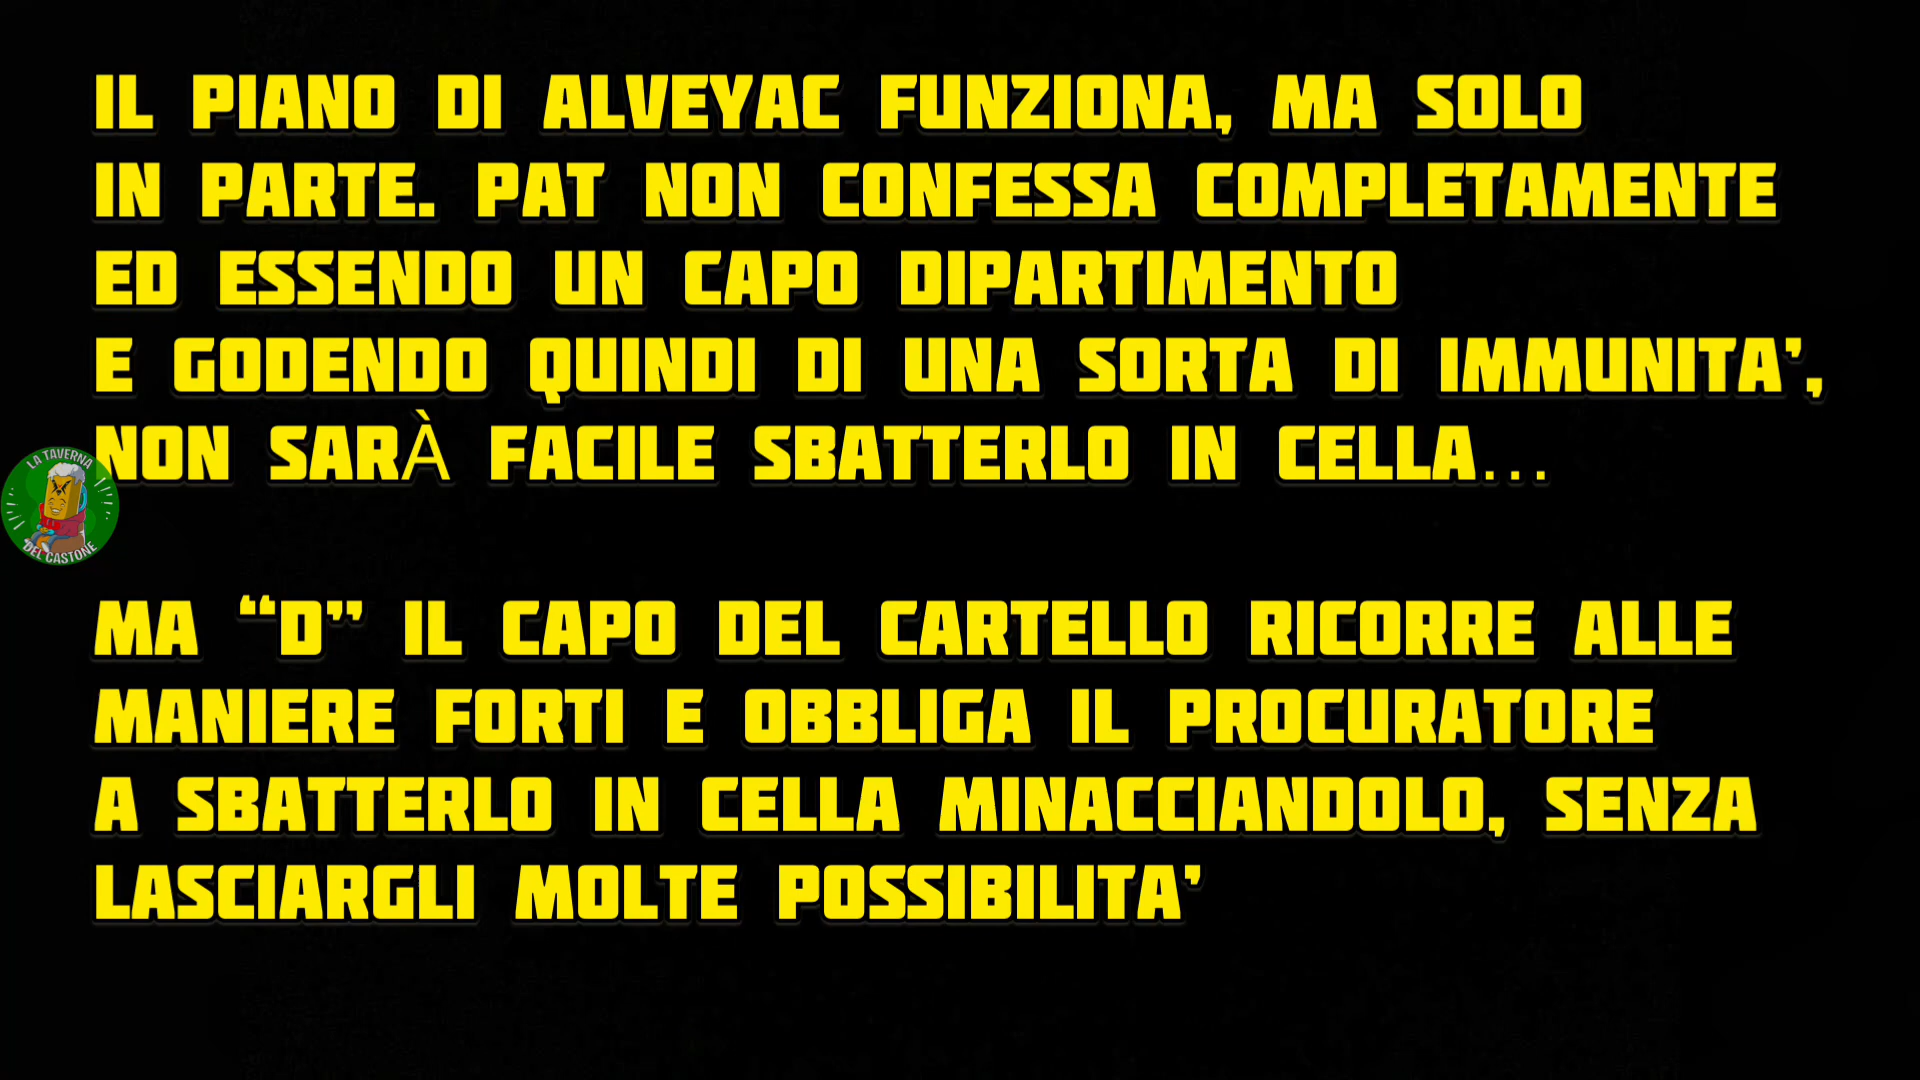 IL PIANO DI ALVEYAC FUNZIONA, MA SOLO
IN PARTE. PAT NON CONFESSA COMPLETAMENTE
ED ESSENDO UN CAPO DIPARTIMENTO
E GODENDO QUINDI DI UNA SORTA DI IMMUNITA',
NON SARÀ FACILE SBATTERLO IN CELLA...
LA TAVERNA
DEL CASTONE
MA “D” IL CAPO DEL CARTELLO RICORRE ALLE
MANIERE FORTI E OBBLIGA IL PROCURATORE
A SBATTERLO IN CELLA MINACCIANDOLO, SENZA
LASCIARGLI MOLTE POSSIBILITA'